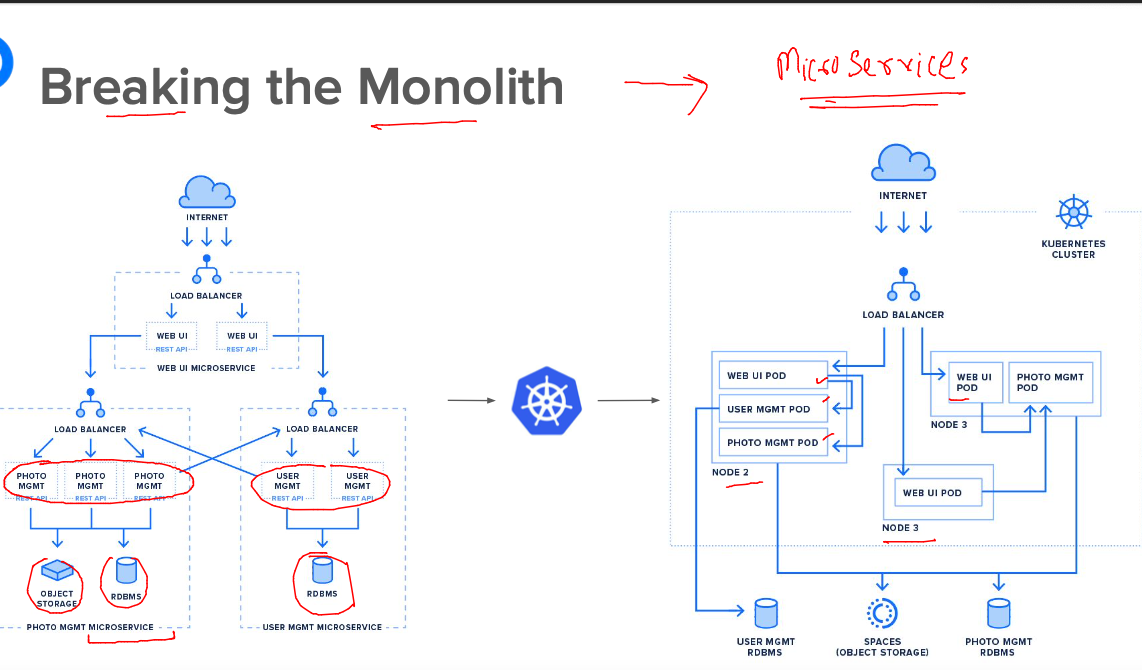 Breaking the Monolith
MicroServices
INTERNET
LOAD BALANCER
WEB UI
REST API
WEB UI
REST API
WEB UI MICROSERVICE
LOAD BALANCER
PHOTO
MGMT
REST API
PHOTO
MGMT
REST API
PHOTO
MGMT
REST API
OBJECT
STORAGE
RDBMS
PHOTO MGMT MICROSERVICE
LOAD BALANCER
USER
MGMT
REST API
USER
MGMT
REST API
RDBMS
USER MGMT MICROSERVICE
INTERNET
KUBERNETES
CLUSTER
LOAD BALANCER
WEB UI POD
USER MGMT POD
PHOTO MGMT POD
NODE 2
WEB UI
POD
PHOTO MGMT
POD
NODE 3
WEB UI POD
NODE 3
USER MGMT
RDBMS
SPACES
(OBJECT STORAGE)
PHOTO MGMT
RDBMS